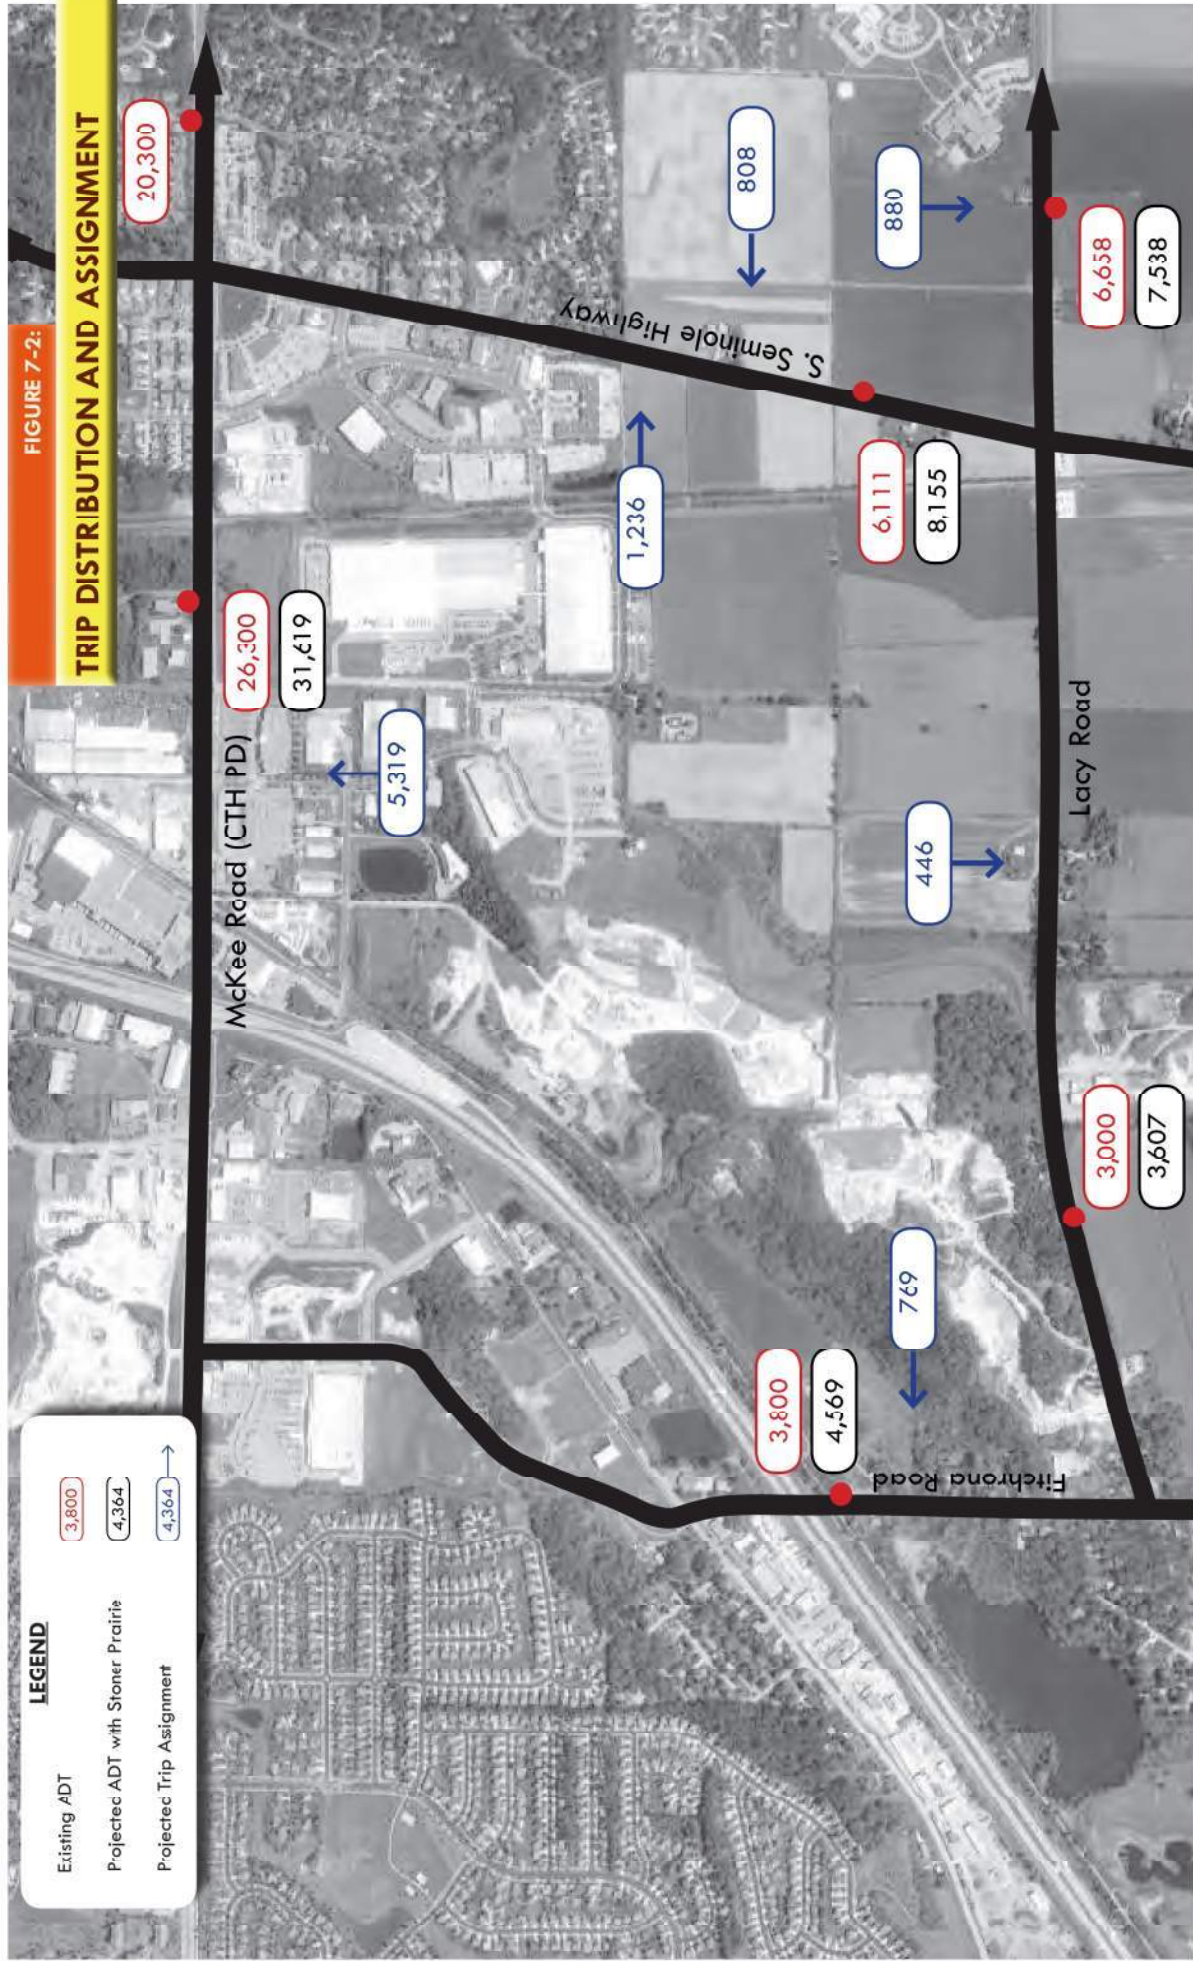 FIGURE 7-2:
TRIP DISTRIBUTION AND ASSIGNMENT
LEGEND
Existing ADT
3,800
Projected ADT with Stoner Prairie
4,364
Projected Trip Assignment
4,364
McKee Road (CTH PD)
20,300
26,300
31,619
5,319
S. Seminole Highway
1,236
808
880
6,111
8,155
6,658
7,538
Lacy Road
446
3,000
3,607
769
3,800
4,569
Fitchrona Road